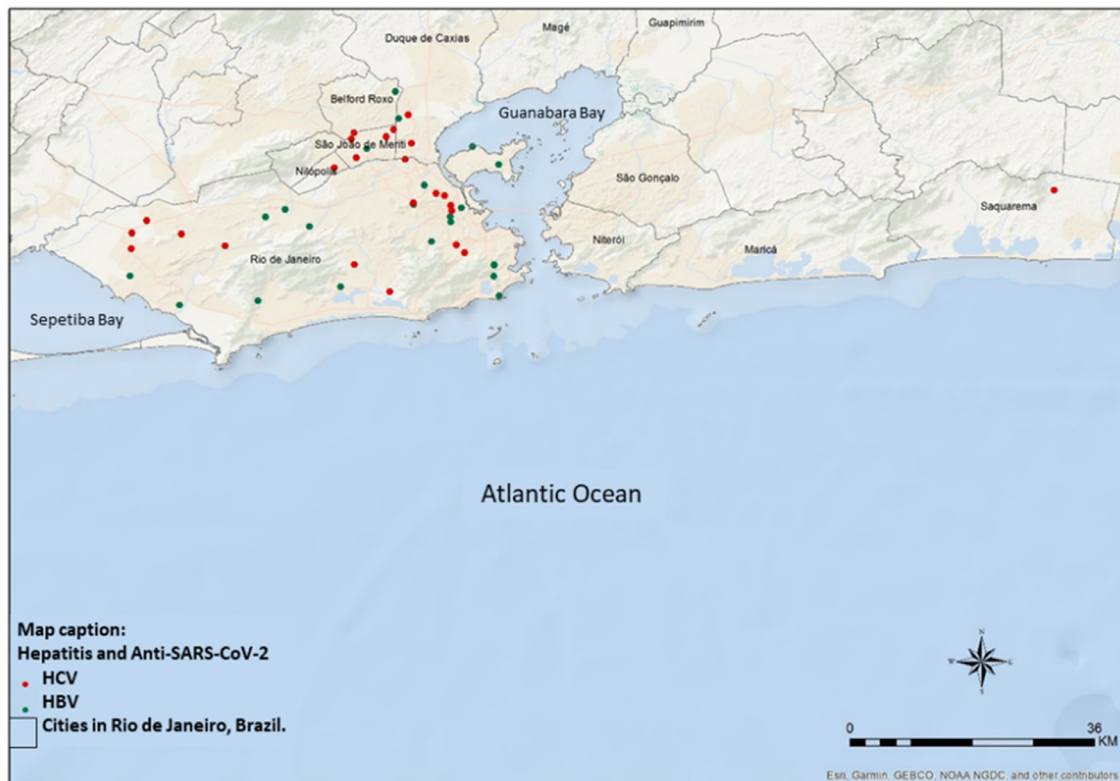 Duque de Caxias
Magé
Guapimirim
Belford Roxo
Guanabara Bay
São João de Meriti
Nilópolis
São Gonçalo
Saquarema
Niterói
Maricá
Rio de Janeiro
Sepetiba Bay
Atlantic Ocean
Map caption:
Hepatitis and Anti-SARS-CoV-2
HCV
HBV
Cities in Rio de Janeiro, Brazil.
N
W
S
0
36
KM
Esri, Garmin, GEBCO, NOAA NGDC, and other contributors